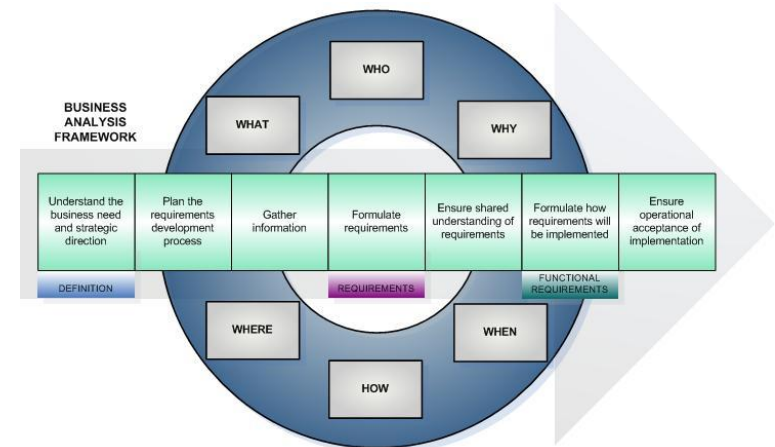 WHO
BUSINESS
ANALYSIS
FRAMEWORK
WHAT
WHY
Understand the
business need
and strategic
direction
Plan the
requirements
development
process
Gather
information
Formulate
requirements
Ensure shared
understanding of
requirements
Formulate how
requirements will
be implemented
Ensure
operational
acceptance of
implementation
DEFINITION
REQUIREMENTS
FUNCTIONAL
REQUIREMENTS
WHERE
WHEN
HOW